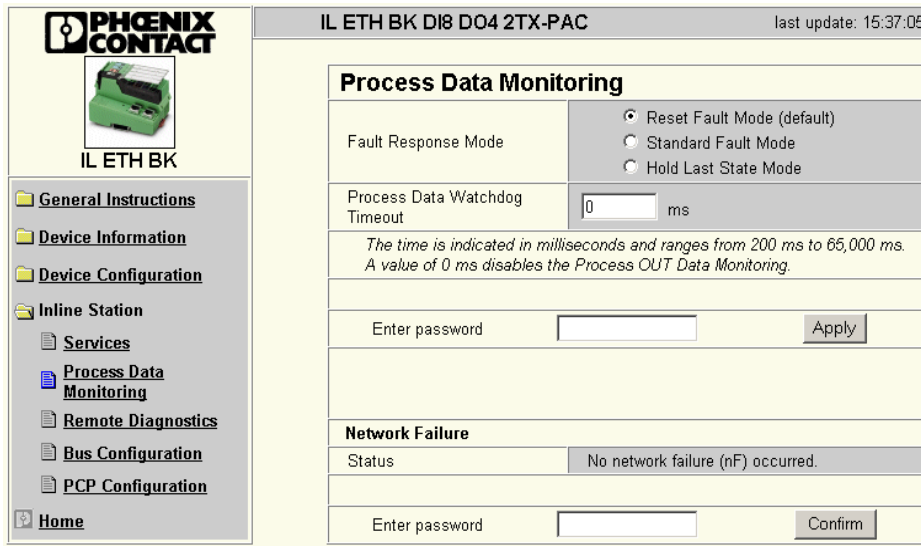 PHŒNIX
CONTACT
IL ETH BK
General Instructions
Device Information
Device Configuration
Inline Station
Services
Process Data
Monitoring
Remote Diagnostics
Bus Configuration
PCP Configuration
Home
IL ETH BK DI8 DO4 2TX-PAC
last update: 15:37:05
Process Data Monitoring
Fault Response Mode
Reset Fault Mode (default)
Standard Fault Mode
Hold Last State Mode
Process Data Watchdog
Timeout
0 ms
The time is indicated in milliseconds and ranges from 200 ms to 65,000 ms.
A value of 0 ms disables the Process OUT Data Monitoring.
Enter password
Apply
Network Failure
Status
No network failure (nF) occurred.
Enter password
Confirm